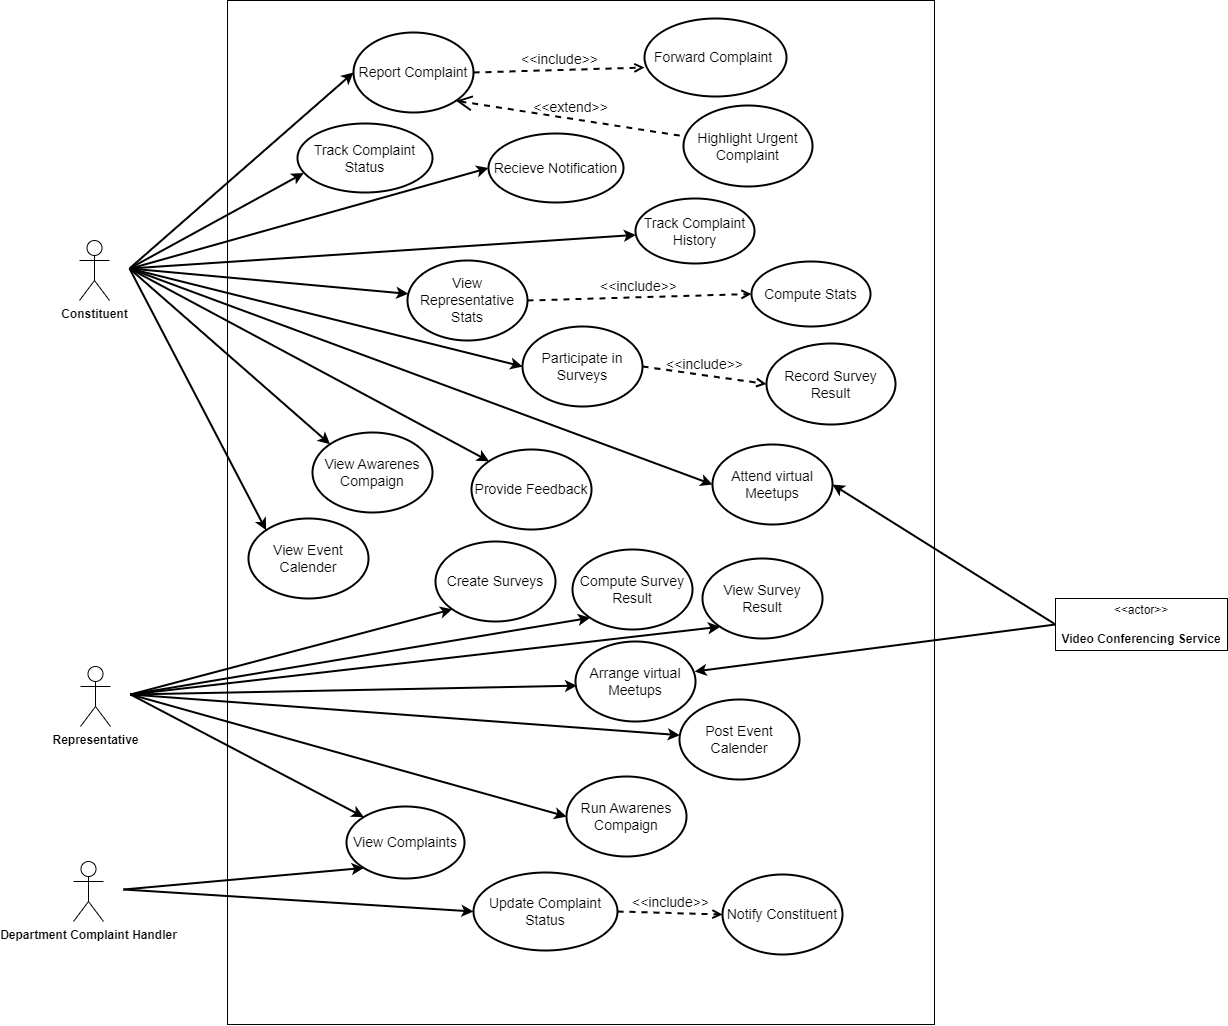 Report Complaint
<<include>>
Forward Complaint
<<extend>>
Highlight Urgent
Complaint
Track Complaint
Status
Recieve Notification
Track Complaint
History
Constituent
View
Representative
Stats
<<include>>
Compute Stats
Participate in
Surveys
<<include>>
Record Survey
Result
View Awarenes
Compaign
Provide Feedback
Attend virtual
Meetups
View Event
Calender
Create Surveys
Compute Survey
Result
View Survey
Result
<<actor>>
Video Conferencing Service
Arrange virtual
Meetups
Representative
Post Event
Calender
Run Awarenes
Compaign
View Complaints
Department Complaint Handler
Update Complaint
Status
<<include>>
Notify Constituent